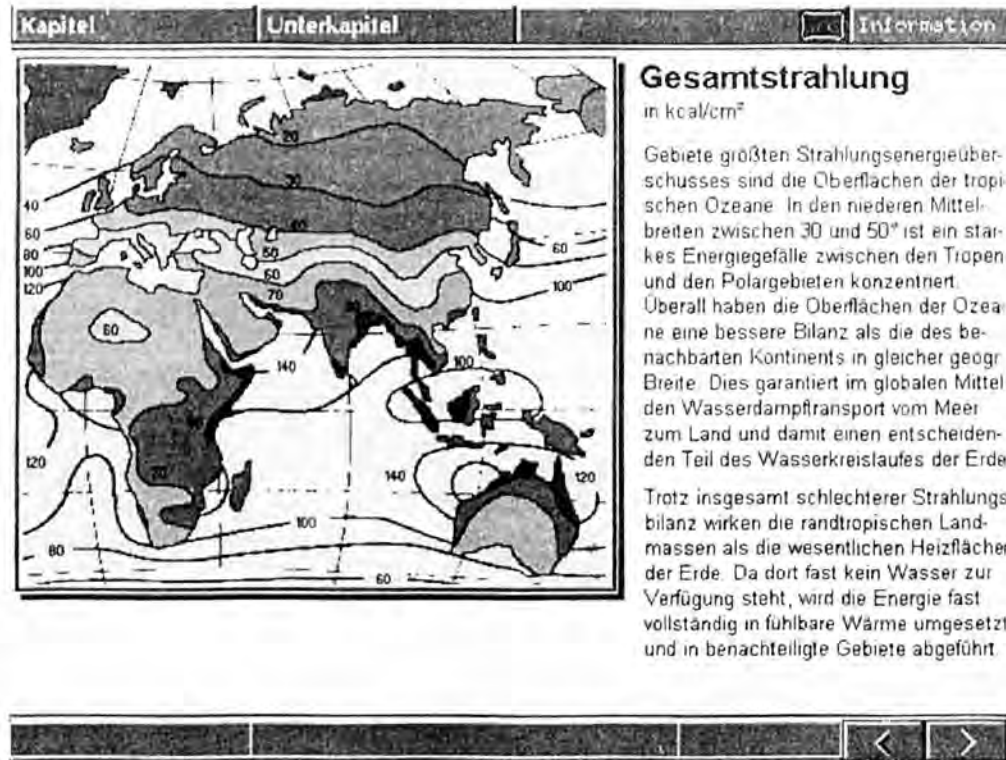 Kapitel
Unterkapitel
Information
Gesamtstrahlung
in kcal/cm²
Gebiete größten Strahlungsenergieüber-
schusses sind die Oberflächen der tropi-
schen Ozeane. In den niederen Mittel-
breiten zwischen 30 und 50° ist ein star-
kes Energiegefälle zwischen den Tropen
und den Polargebieten konzentriert.
Überall haben die Oberflächen der Ozea
ne eine bessere Bilanz als die des be-
nachbarten Kontinents in gleicher geogr.
Breite. Dies garantiert im globalen Mittel
den Wasserdampftransport vom Meer
zum Land und damit einen entscheiden-
den Teil des Wasserkreislaufes der Erde
Trotz insgesamt schlechterer Strahlungs
bilanz wirken die randtropischen Land-
massen als die wesentlichen Heizflächen
der Erde. Da dort fast kein Wasser zur
Verfügung steht, wird die Energie fast
vollständig in fühlbare Wärme umgesetzt
und in benachteiligte Gebiete abgeführt.
20
30
40
40
60
80
100
120
50
60
60
70
100
60
140
100
120
140
120
70
100
80
60